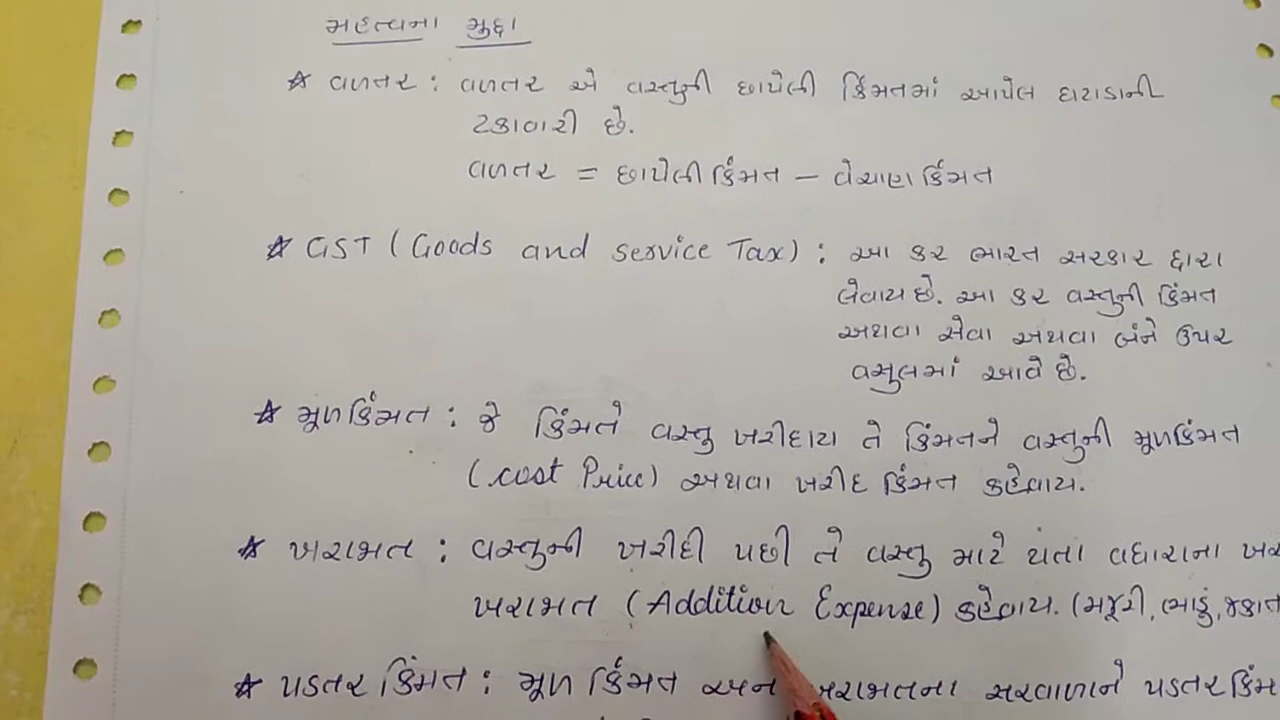 મહત્વના મુદ્દા
☆ વળતર : વળતર એ વસ્તુની છાપેલી કિંમતમાં આપેલ ઘટાડાની
ટકાવારી છે.
વળતર = છાપેલી કિંમત – વેચાણ કિંમત
☆ GST (Goods and Service Tax) : આ કર ભારત સરકાર દ્વારા
લેવાય છે. આ કર વસ્તુની કિંમત
અથવા સેવા અથવા બંને ઉપર
વસુલમાં આવે છે.
☆ મૂળકિંમત : જે કિંમતે વસ્તુ ખરીદાય તે કિંમતને વસ્તુની મૂળકિંમત
(cost Price) અથવા ખરીદ કિંમત કહેવાય.
☆ ખરાજાત : વસ્તુની ખરીદી પછી તે વસ્તુ માટે થતા વધારાના
ખરાજાત (Addition Expense) કહેવાય. (મજૂરી, ભાડું,
☆ પડતર કિંમત : મૂળ કિંમત અને ખરાજાતના સરવાળાને પડતર